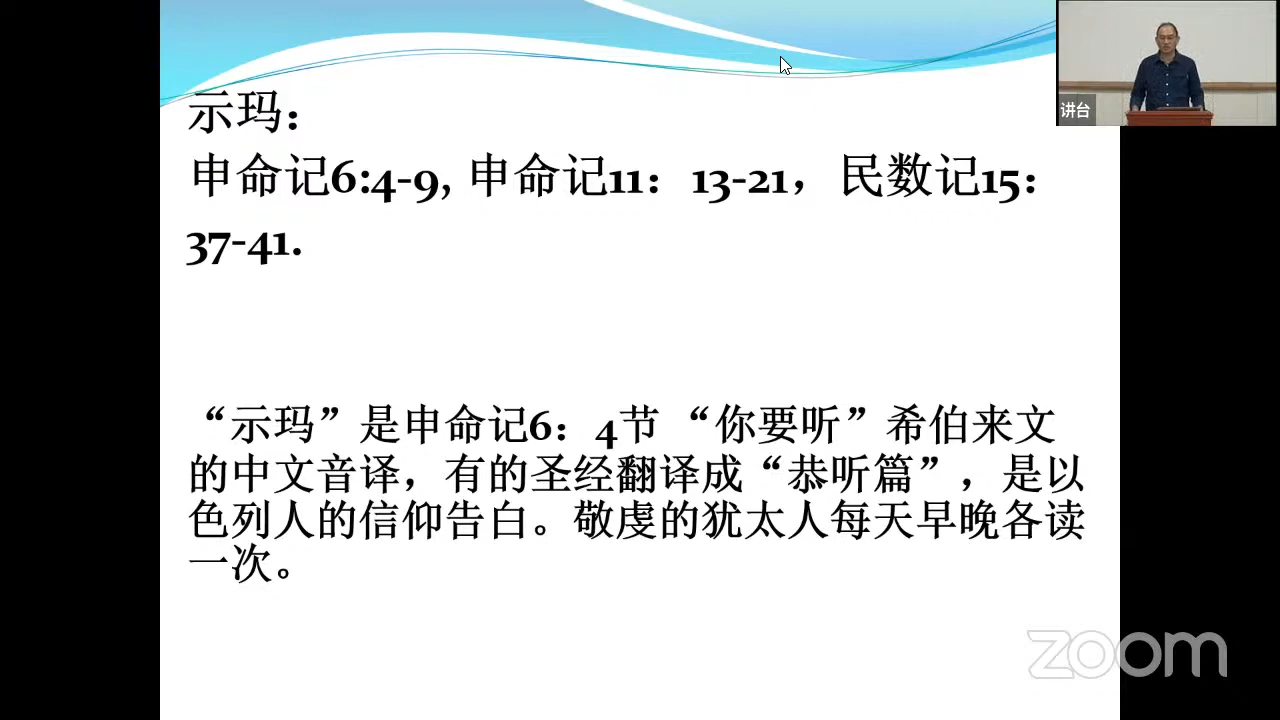 示玛：
申命记6:4-9, 申命记11：13-21，民数记15：
37-41.
“示玛”是申命记6：4节 “你要听”希伯来文
的中文音译，有的圣经翻译成“恭听篇”，是以
色列人的信仰告白。敬虔的犹太人每天早晚各读
一次。
讲台
zoom